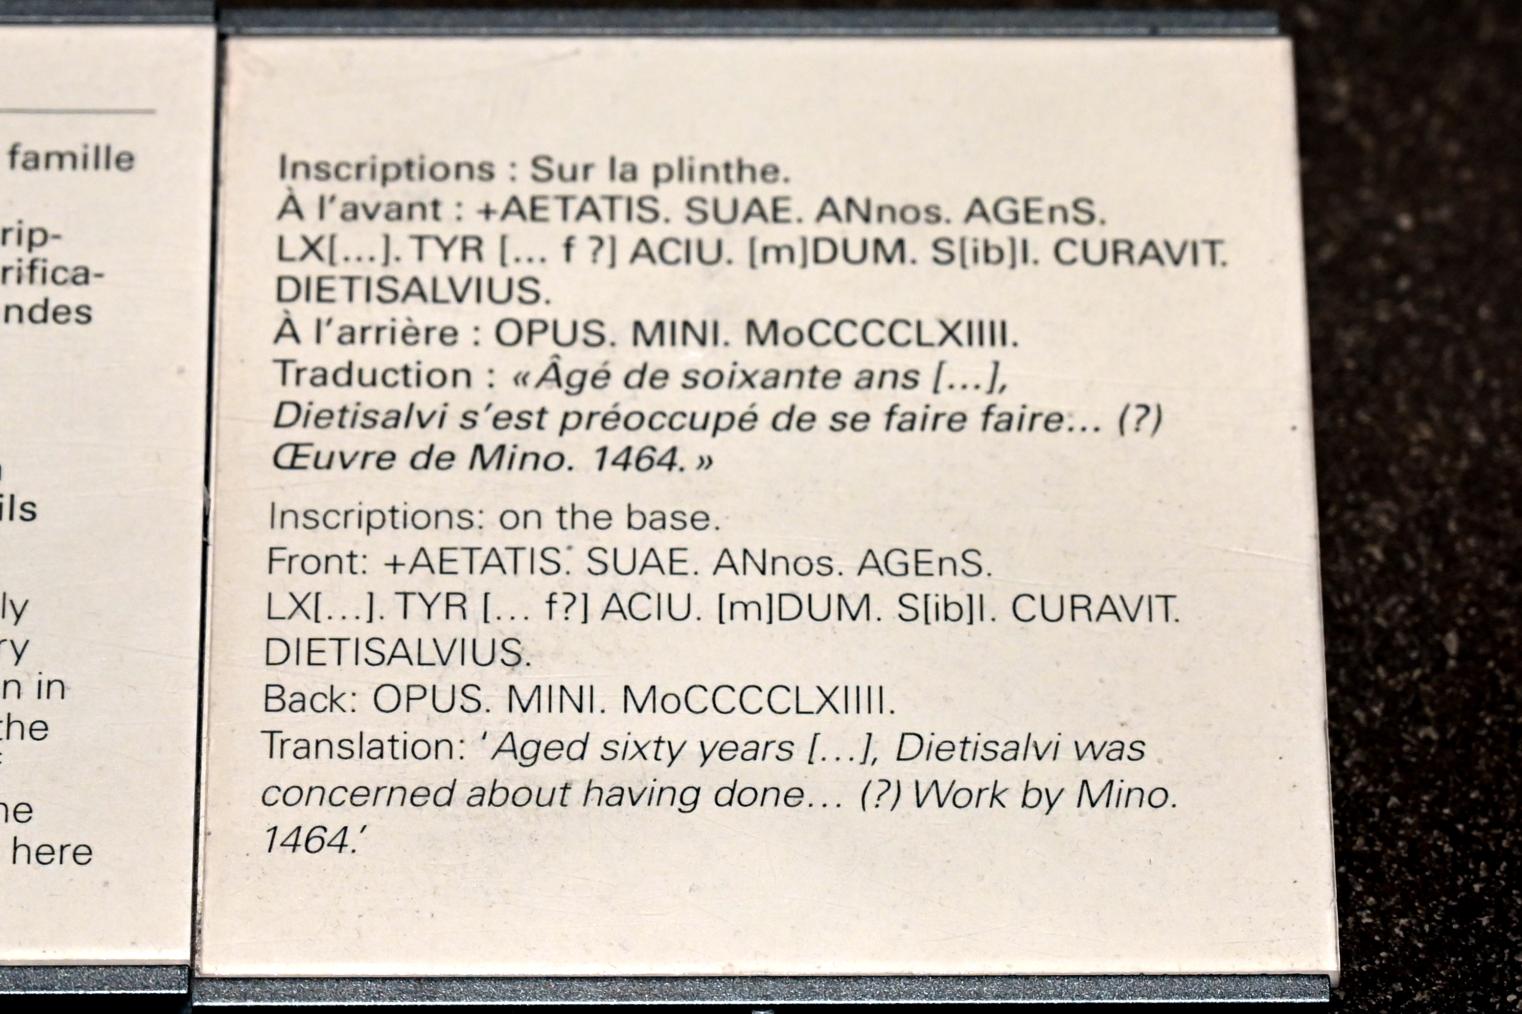 famille
rip-
rifica-
ndes
ils
ly
ry
n in
the
ne
here
Inscriptions : Sur la plinthe.
À l'avant : +AETATIS. SUAE. ANnos. AGEnS.
LX[...]. TYR [... f ?] ACIU. [m]DUM. S[ib]I. CURAVIT.
DIETISALVIUS.
À l'arrière : OPUS. MINI. MoCCCCLXIIII.
Traduction : «Âgé de soixante ans [...],
Dietisalvi s'est préoccupé de se faire faire... (?)
Œuvre de Mino. 1464. »
Inscriptions: on the base.
Front: +AETATIS. SUAE. ANnos. AGEnS.
LX[...]. TYR [... f?] ACIU. [m]DUM. S[ib]I. CURAVIT.
DIETISALVIUS.
Back: OPUS. MINI. MoCCCCLXIIII.
Translation: 'Aged sixty years [...], Dietisalvi was
concerned about having done... (?) Work by Mino.
1464.'